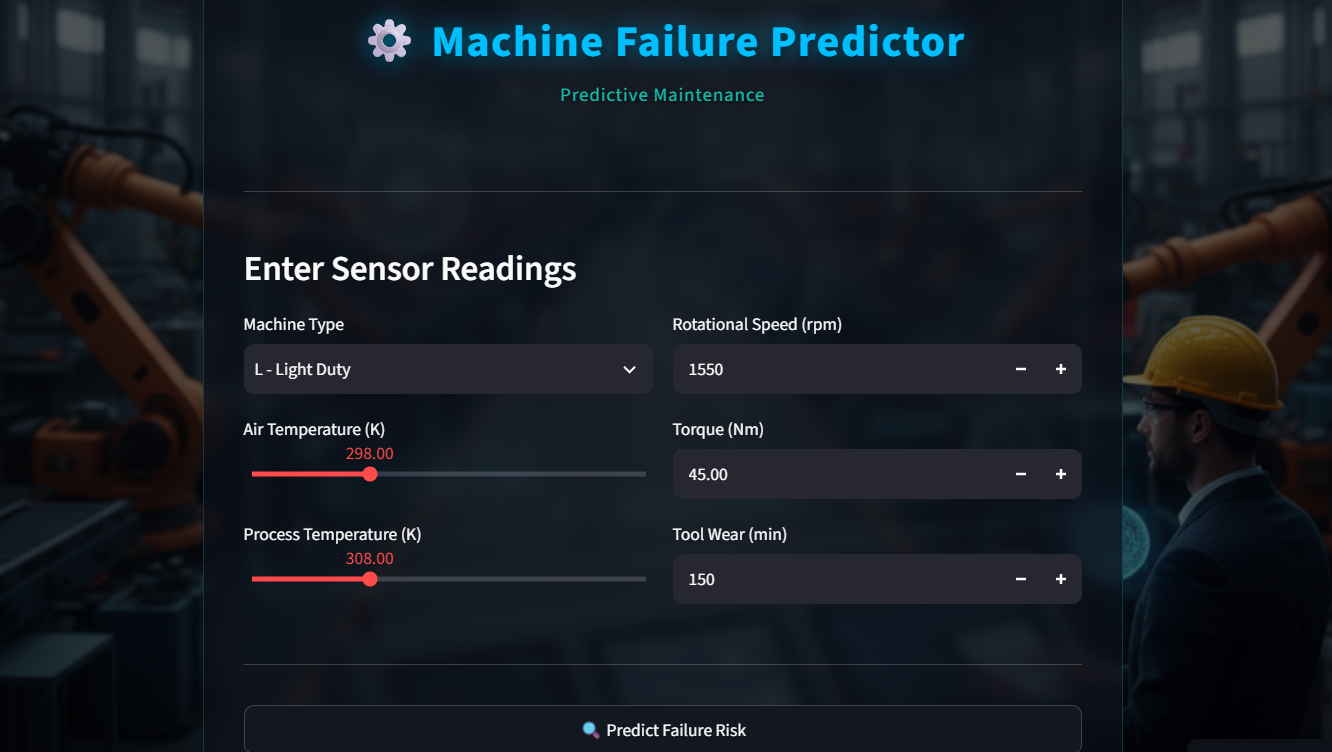 Machine Failure Predictor
Predictive Maintenance
Enter Sensor Readings
Machine Type
L - Light Duty
Air Temperature (K)
298.00
Process Temperature (K)
308.00
Rotational Speed (rpm)
1550
Torque (Nm)
45.00
Tool Wear (min)
150
Predict Failure Risk